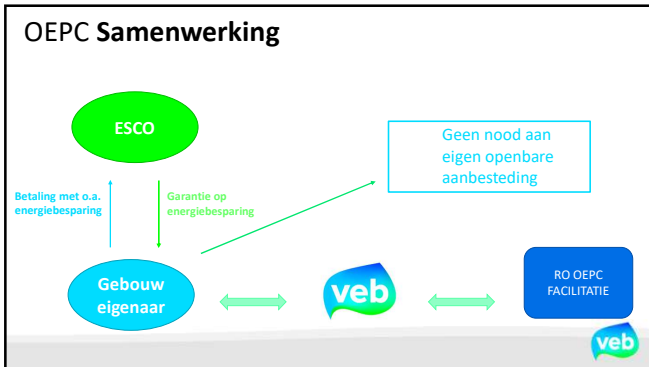 OEPC Samenwerking
ESCO
Geen nood aan
eigen openbare
aanbesteding
Betaling met o.a.
energiebesparing
Garantie op
energiebesparing
Gebouw
eigenaar
veb
RO OEPC
FACILITATIE
veb